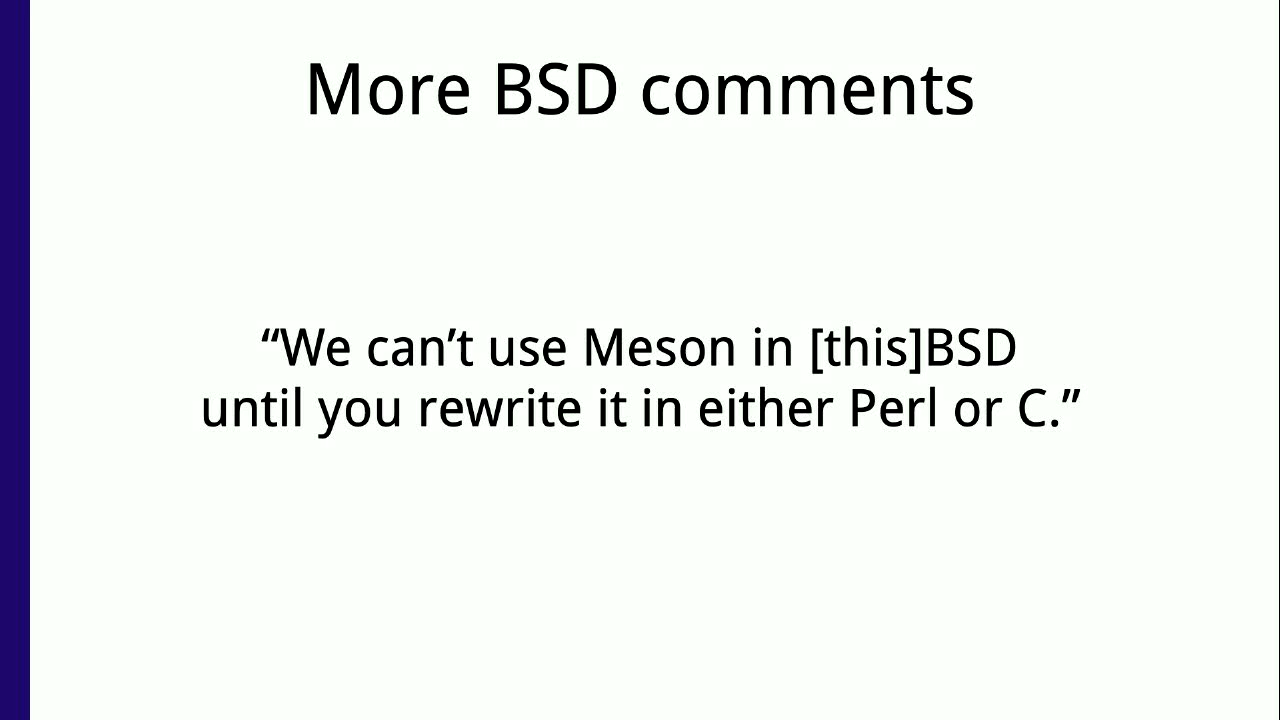 More BSD comments
“We can’t use Meson in [this]BSD
until you rewrite it in either Perl or C.”